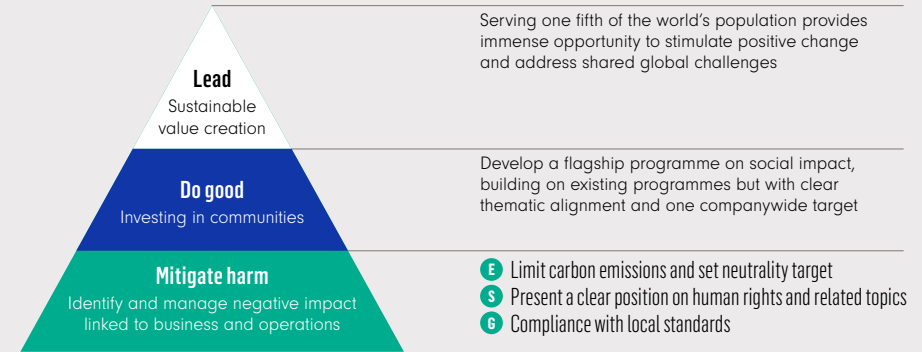 Lead
Sustainable
value creation
Serving one fifth of the world's population provides
immense opportunity to stimulate positive change
and address shared global challenges
Do good
Investing in communities
Develop a flagship programme on social impact,
building on existing programmes but with clear
thematic alignment and one companywide target
Mitigate harm
Identify and manage negative impact
linked to business and operations
E Limit carbon emissions and set neutrality target
S Present a clear position on human rights and related topics
G Compliance with local standards